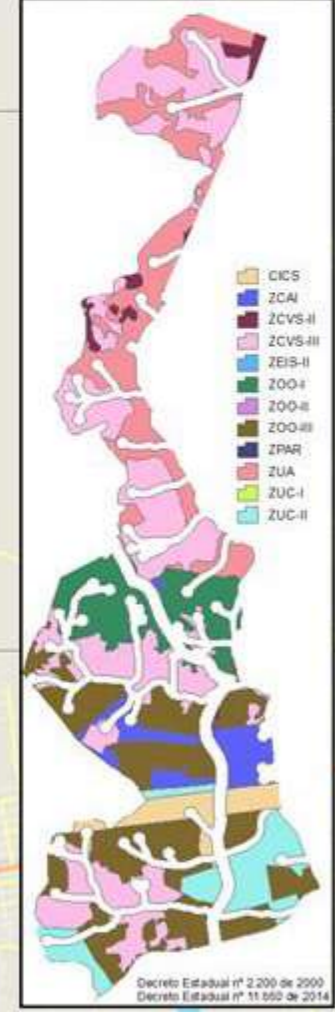 CICS
ZCAI
ZCVS-II
ZCVS-III
ZEIS-II
ZOO-I
ZOO-II
ZOO-III
ZPAR
ZUA
ZUC-I
ZUC-II
Decreto Estadual nº 2.200 de 2000
Decreto Estadual nº 11.660 de 2014